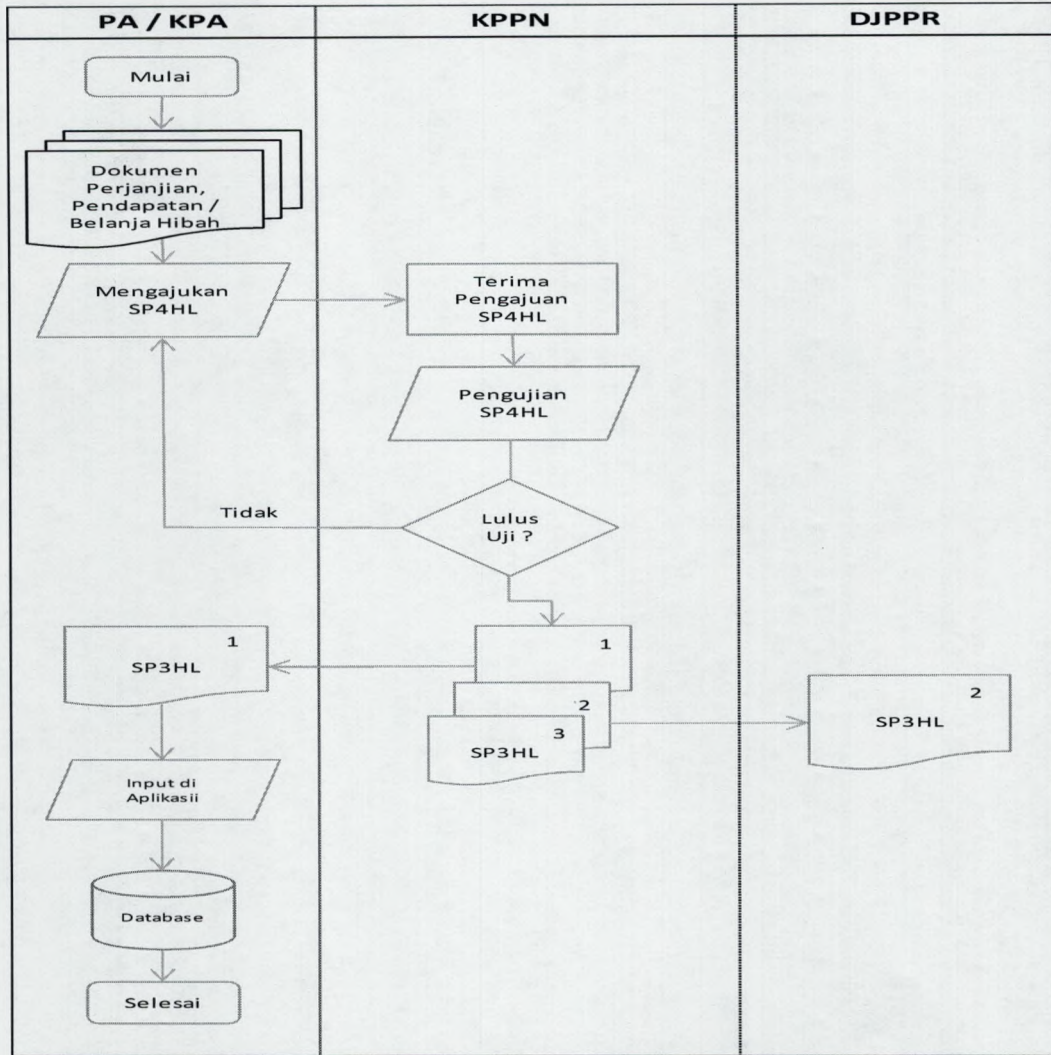 PA / KPA
KPPN
DJPPR
Mulai
Dokumen
Perjanjian,
Pendapatan /
Belanja Hibah
Mengajukan
SP4HL
Terima
Pengajuan
SP4HL
Pengujian
SP4HL
Tidak
Lulus
Uji ?
1
SP3HL
1
2
3
SP3HL
2
SP3HL
Input di
Aplikasii
Database
Selesai